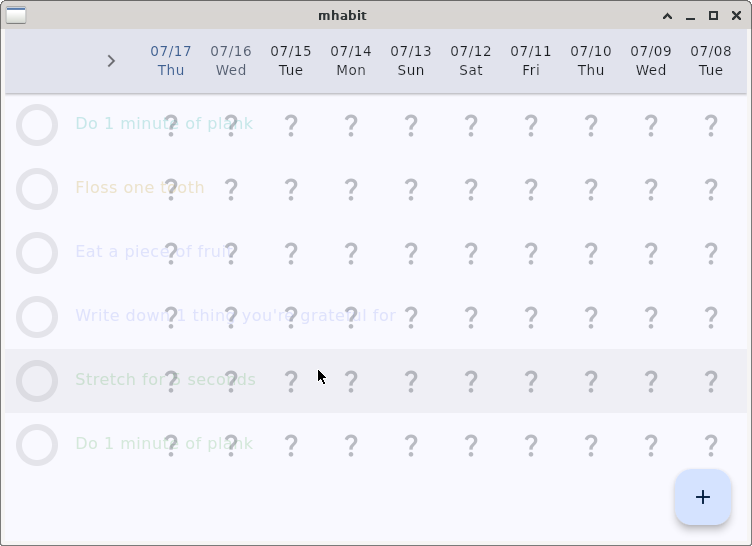 mhabit
07/17 07/16 07/15 07/14 07/13 07/12 07/11 07/10 07/09 07/08
Thu Wed Tue Mon Sun Sat Fri Thu Wed Tue
Do 1 minute of plank ? ? ? ? ? ? ? ? ? ?
Floss one tooth ? ? ? ? ? ? ? ? ? ?
Eat a piece of fruit ? ? ? ? ? ? ? ? ? ?
Write down 1 thing you're grateful for ? ? ? ? ? ? ? ? ? ?
Stretch for 5 seconds ? ? ? ? ? ? ? ? ? ?
Do 1 minute of plank ? ? ? ? ? ? ? ? ? ?
+